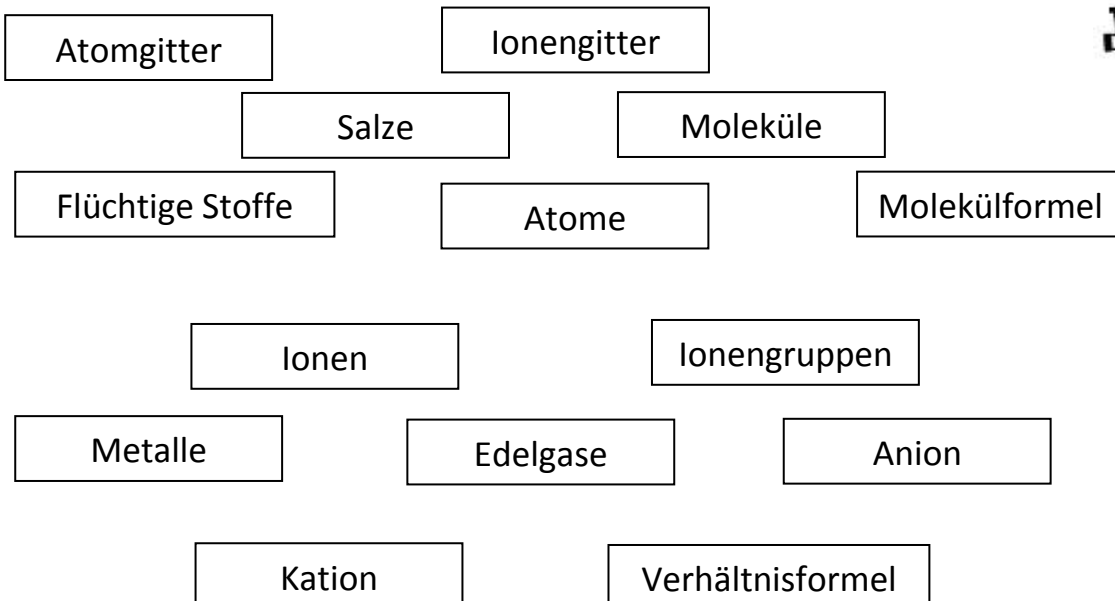 Atomgitter
Ionengitter
Salze
Moleküle
Flüchtige Stoffe
Atome
Molekülformel
Ionen
Ionengruppen
Metalle
Edelgase
Anion
Kation
Verhältnisformel